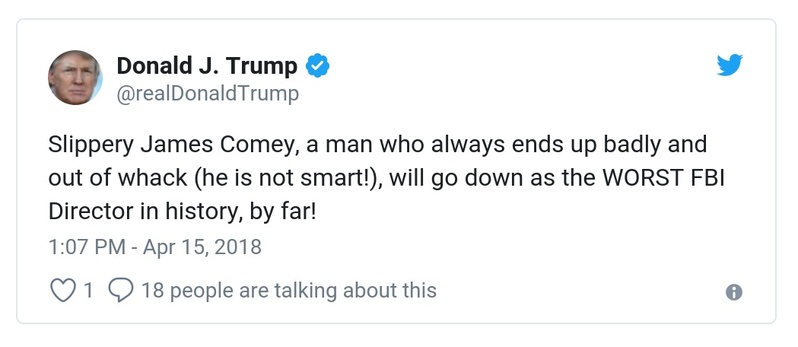 Donald J. Trump
@realDonaldTrump
Slippery James Comey, a man who always ends up badly and
out of whack (he is not smart!), will go down as the WORST FBI
Director in history, by far!
1:07 PM - Apr 15, 2018
1 18 people are talking about this